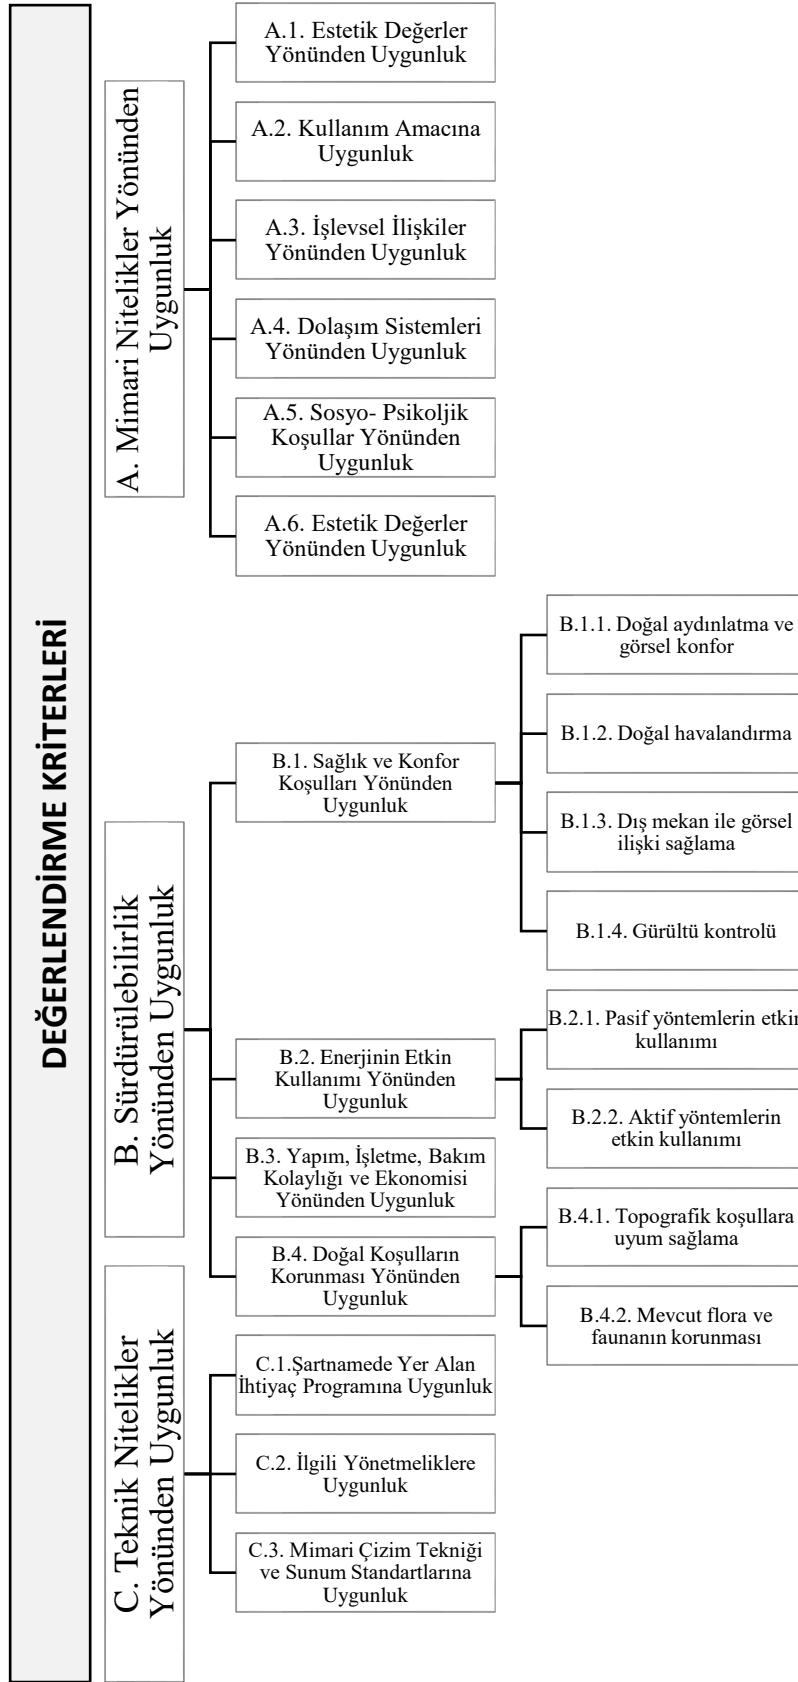 DEĞERLENDİRME KRİTERLERİ
A. Mimari Nitelikler Yönünden
Uygunluk
A.1. Estetik Değerler
Yönünden Uygunluk
A.2. Kullanım Amacına
Uygunluk
A.3. İşlevsel İlişkiler
Yönünden Uygunluk
A.4. Dolaşım Sistemleri
Yönünden Uygunluk
A.5. Sosyo- Psikoljik
Koşullar Yönünden
Uygunluk
A.6. Estetik Değerler
Yönünden Uygunluk
B. Sürdürülebilirlik
Yönünden Uygunluk
B.1. Sağlık ve Konfor
Koşulları Yönünden
Uygunluk
B.1.1. Doğal aydınlatma ve
görsel konfor
B.1.2. Doğal havalandırma
B.1.3. Dış mekan ile görsel
ilişki sağlama
B.1.4. Gürültü kontrolü
B.2. Enerjinin Etkin
Kullanımı Yönünden
Uygunluk
B.2.1. Pasif yöntemlerin etkin
kullanımı
B.2.2. Aktif yöntemlerin
etkin kullanımı
B.3. Yapım, İşletme, Bakım
Kolaylığı ve Ekonomisi
Yönünden Uygunluk
B.4. Doğal Koşulların
Korunması Yönünden
Uygunluk
B.4.1. Topografik koşullara
uyum sağlama
B.4.2. Mevcut flora ve
faunanın korunması
C. Teknik Nitelikler
Yönünden Uygunluk
C.1.Şartnamede Yer Alan
İhtiyaç Programına Uygunluk
C.2. İlgili Yönetmeliklere
Uygunluk
C.3. Mimari Çizim Tekniği
ve Sunum Standartlarına
Uygunluk